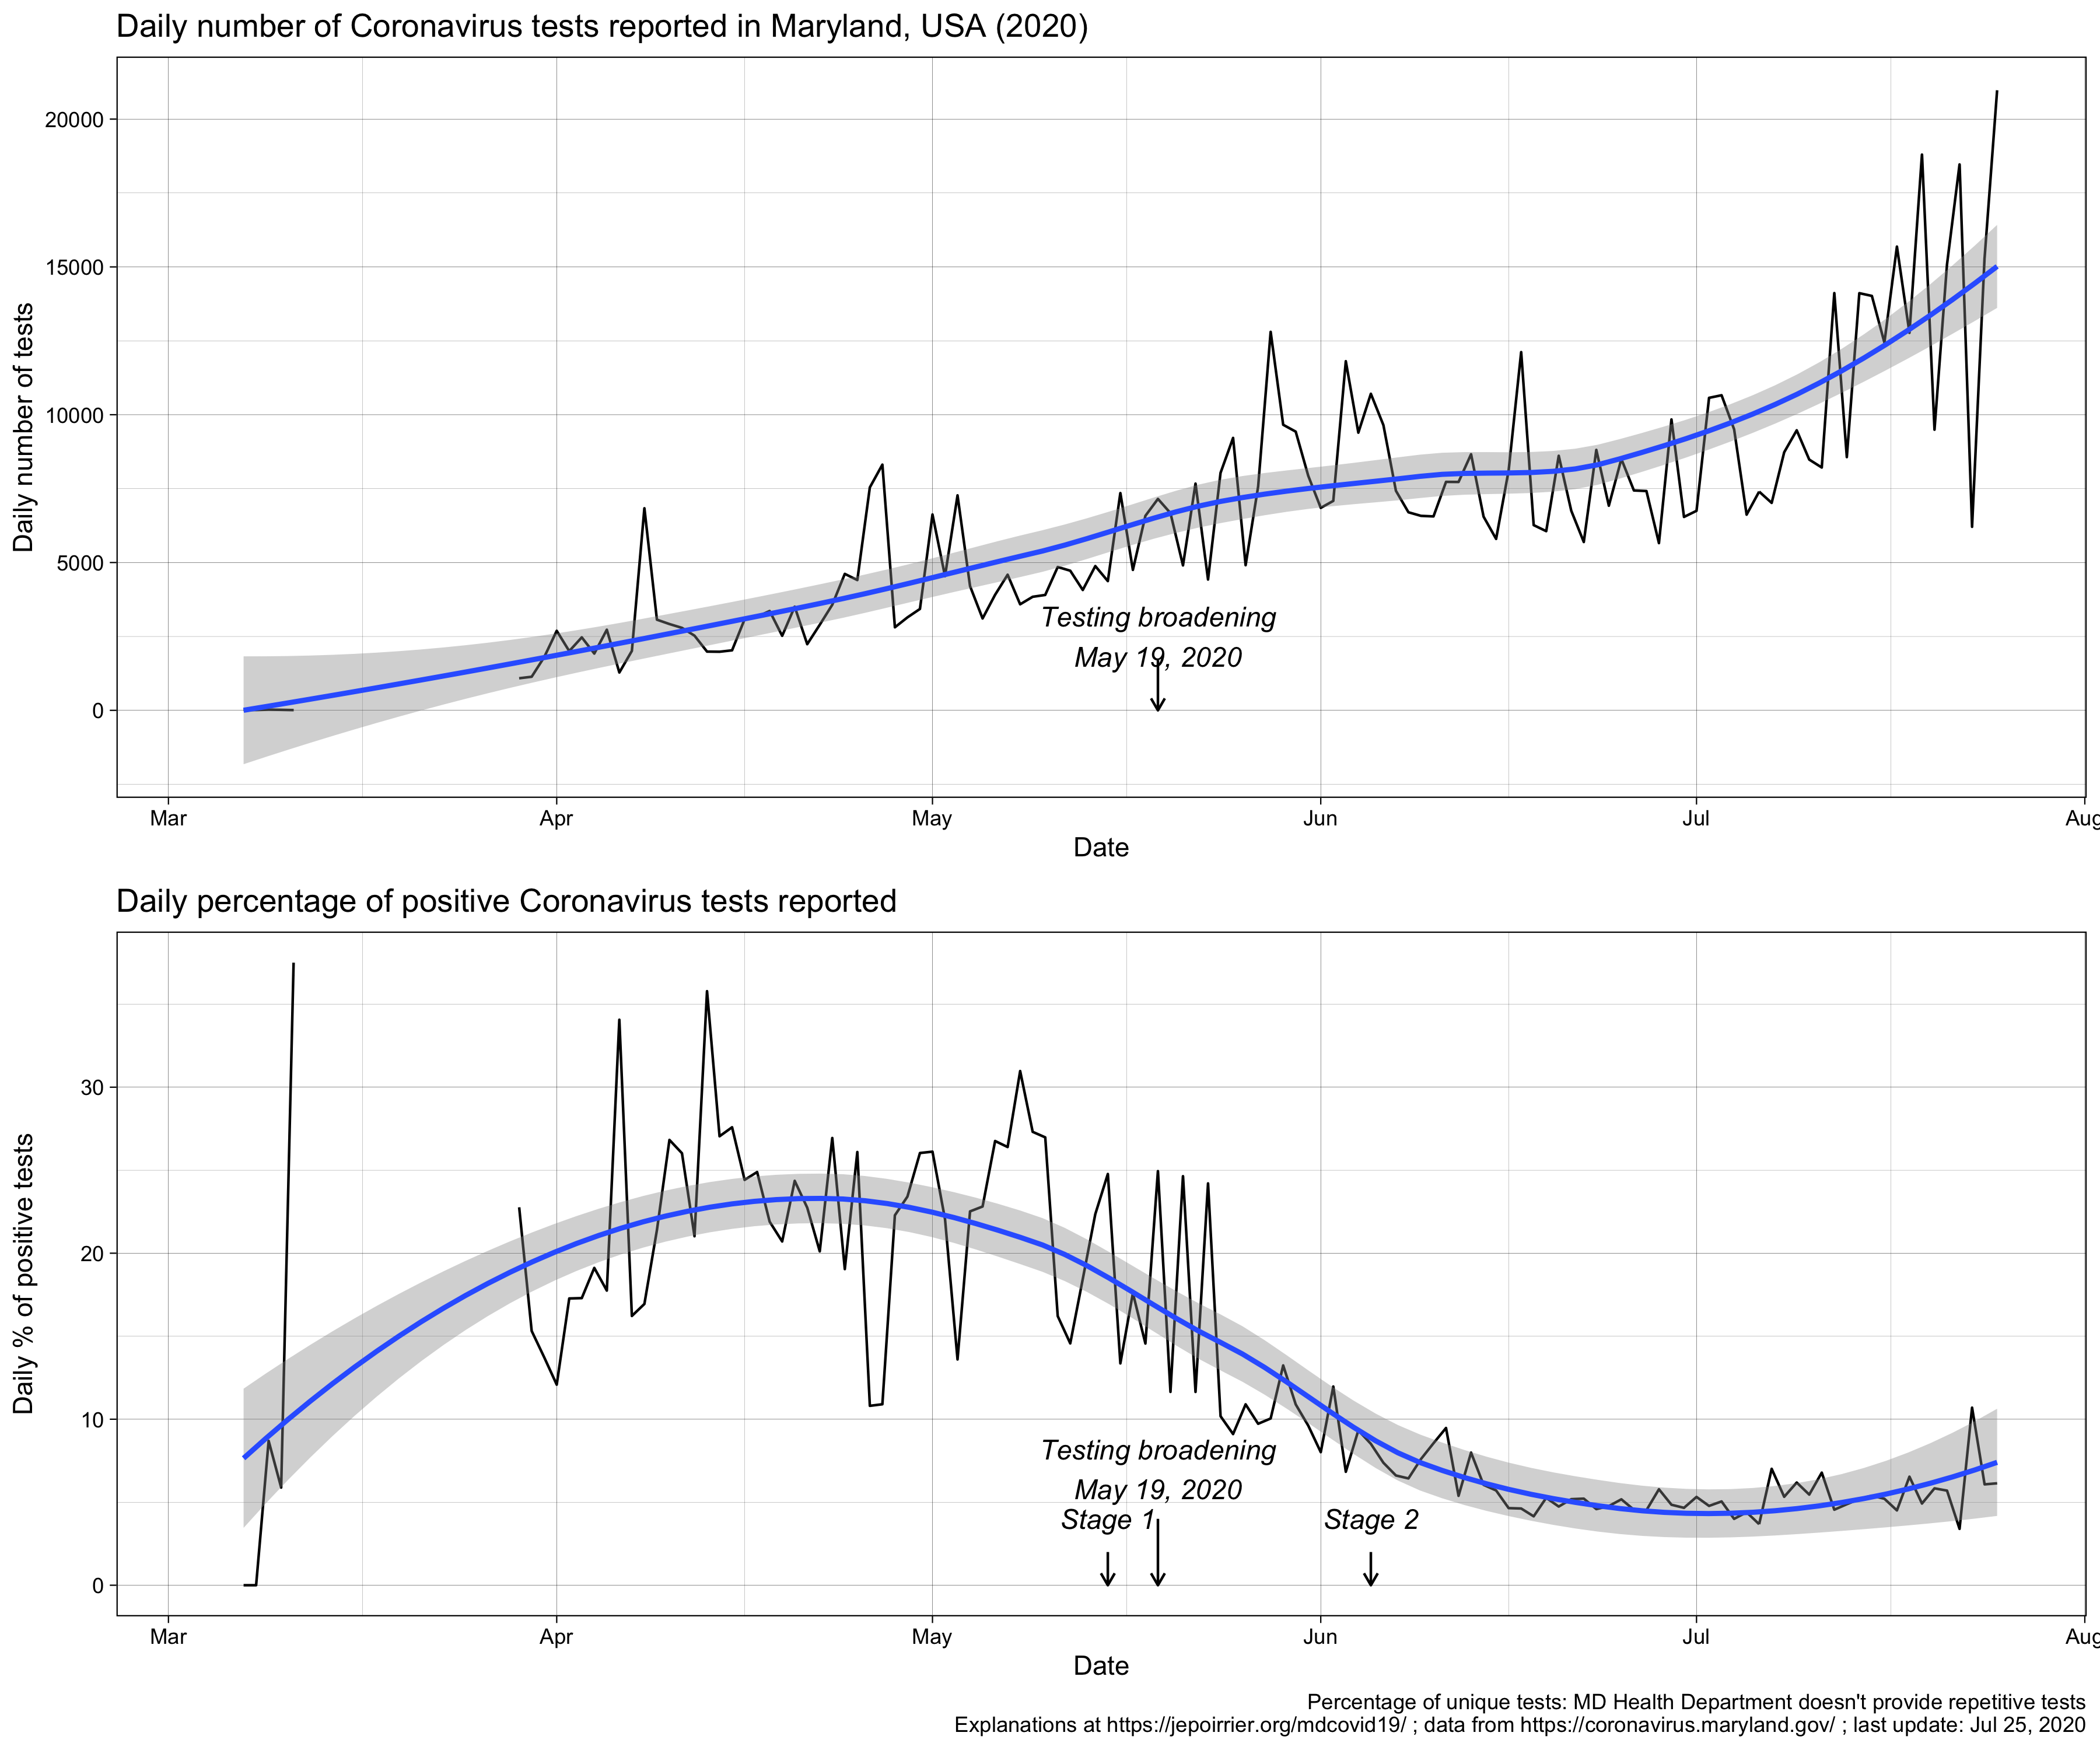 Daily number of Coronavirus tests reported in Maryland, USA (2020)
20000
15000
10000
5000
0
Daily number of tests
Testing broadening
May 19, 2020
Mar Apr May Jun Jul Aug
Date
Daily percentage of positive Coronavirus tests reported
30
20
10
0
Daily % of positive tests
Testing broadening
May 19, 2020
Stage 1 Stage 2
Mar Apr May Jun Jul Aug
Date
Percentage of unique tests: MD Health Department doesn't provide repetitive tests
Explanations at https://jepoirrier.org/mdcovid19/ ; data from https://coronavirus.maryland.gov/ ; last update: Jul 25, 2020